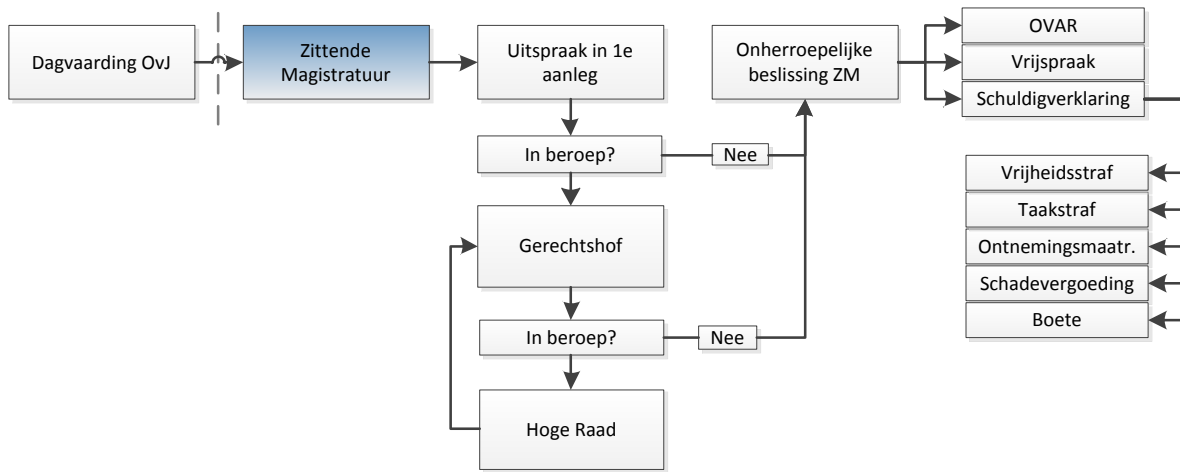 Dagvaarding OvJ
Zittende
Magistratuur
Uitspraak in 1e
aanleg
In beroep?
Nee
Gerechtshof
In beroep?
Nee
Hoge Raad
Onherroepelijke
beslissing ZM
OVAR
Vrijspraak
Schuldigverklaring
Vrijheidsstraf
Taakstraf
Ontnemingsmaatr.
Schadevergoeding
Boete